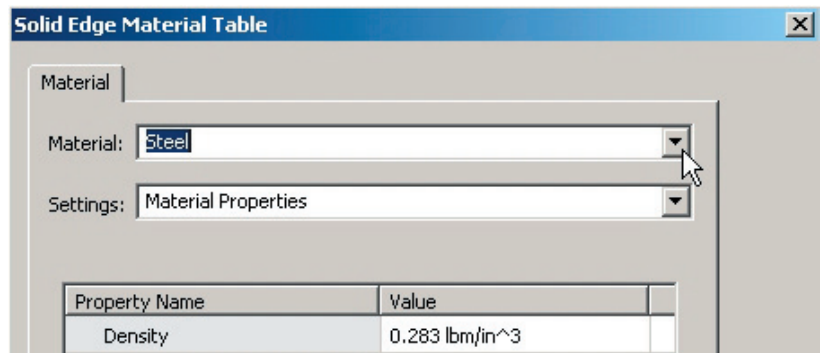 Solid Edge Material Table
Material
Material: Steel
Settings: Material Properties
Property Name Value
Density 0.283 lbm/in^3